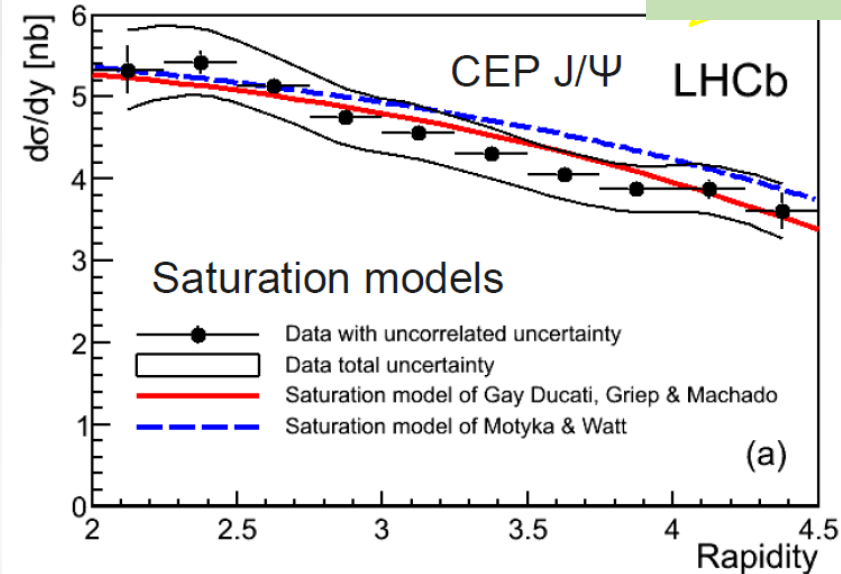 dσ/dy [nb]
6
5
4
3
2
1
0
CEP J/Ψ
LHCb
Saturation models
Data with uncorrelated uncertainty
Data total uncertainty
Saturation model of Gay Ducati, Griep & Machado
Saturation model of Motyka & Watt
(a)
2 2.5 3 3.5 4 4.5
Rapidity